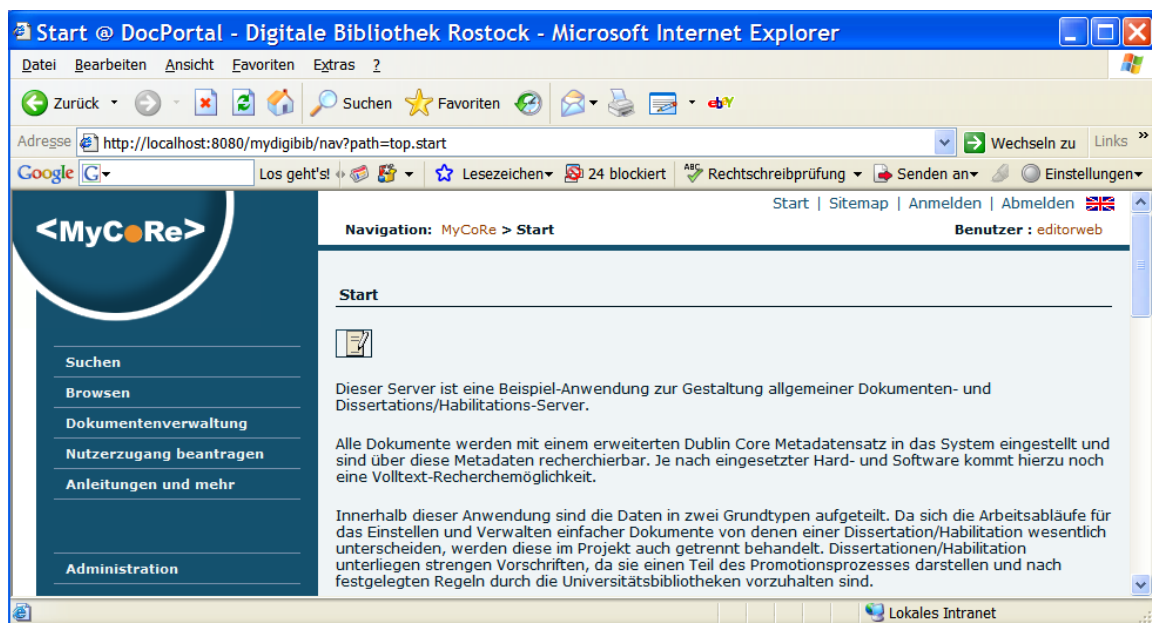 Start @ DocPortal - Digitale Bibliothek Rostock - Microsoft Internet Explorer
Datei Bearbeiten Ansicht Favoriten Extras ?
Zurück Suchen Favoriten ebY
Adresse http://localhost:8080/mydigibib/nav?path=top.start Wechseln zu Links »
Google G Los geht's! 24 blockiert Lesezeichen ABC Rechtschreibprüfung Senden an Einstellungen
Start | Sitemap | Anmelden | Abmelden
<MyCoRe>
Navigation: MyCoRe > Start Benutzer : editorweb
Start
Suchen
Browsen
Dokumentenverwaltung
Nutzerzugang beantragen
Anleitungen und mehr
Administration
Dieser Server ist eine Beispiel-Anwendung zur Gestaltung allgemeiner Dokumenten- und
Dissertations/Habilitations-Server.
Alle Dokumente werden mit einem erweiterten Dublin Core Metadatensatz in das System eingestellt und
sind über diese Metadaten recherchierbar. Je nach eingesetzter Hard- und Software kommt hierzu noch
eine Volltext-Recherchemöglichkeit.
Innerhalb dieser Anwendung sind die Daten in zwei Grundtypen aufgeteilt. Da sich die Arbeitsabläufe für
das Einstellen und Verwalten einfacher Dokumente von denen einer Dissertation/Habilitation wesentlich
unterscheiden, werden diese im Projekt auch getrennt behandelt. Dissertationen/Habilitation
unterliegen strengen Vorschriften, da sie einen Teil des Promotionsprozesses darstellen und nach
festgelegten Regeln durch die Universitätsbibliotheken vorzuhalten sind.
Lokales Intranet